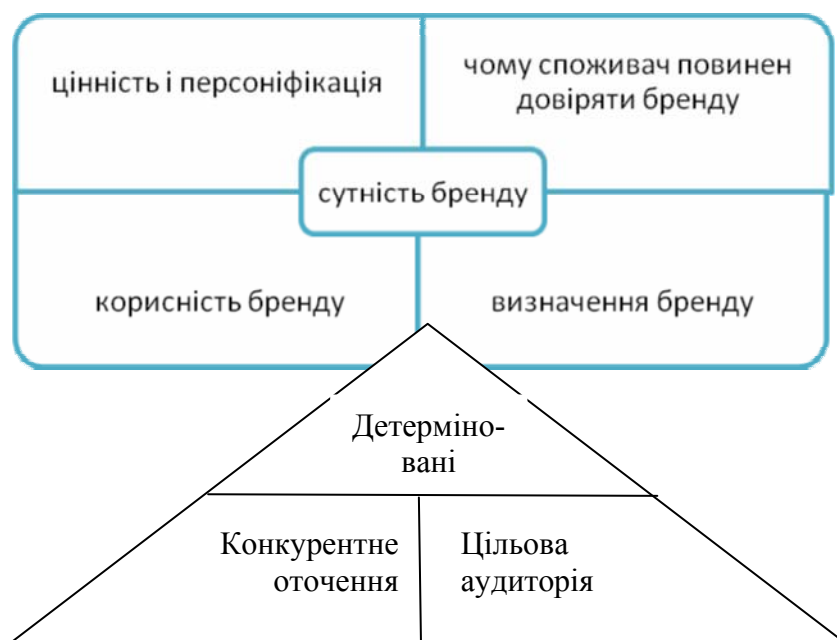 цінність і персоніфікація
чому споживач повинен
довіряти бренду
сутність бренду
корисність бренду
визначення бренду
Детерміно-
вані
Конкурентне
оточення
Цільова
аудиторія